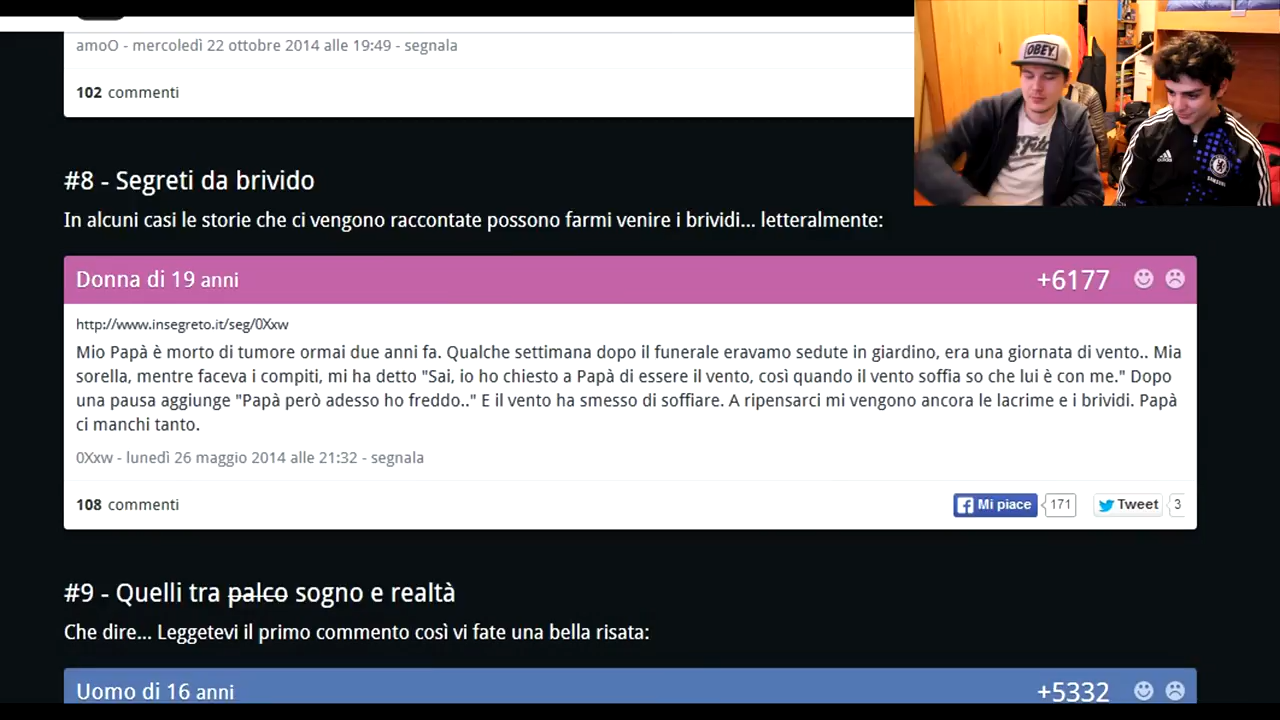 amoO - mercoledì 22 ottobre 2014 alle 19:49 - segnala
102 commenti
OBEY
SAMSUNG
#8 - Segreti da brivido
In alcuni casi le storie che ci vengono raccontate possono farmi venire i brividi... letteralmente:
Donna di 19 anni +6177
http://www.insegreto.it/seg/0Xxw
Mio Papà è morto di tumore ormai due anni fa. Qualche settimana dopo il funerale eravamo sedute in giardino, era una giornata di vento.. Mia
sorella, mentre faceva i compiti, mi ha detto "Sai, io ho chiesto a Papà di essere il vento, così quando il vento soffia so che lui è con me." Dopo
una pausa aggiunge "Papà però adesso ho freddo.." E il vento ha smesso di soffiare. A ripensarci mi vengono ancora le lacrime e i brividi. Papà
ci manchi tanto.
0Xxw - lunedì 26 maggio 2014 alle 21:32 - segnala
108 commenti Mi piace 171 Tweet 3
#9 - Quelli tra palco sogno e realtà
Che dire... Leggetevi il primo commento così vi fate una bella risata:
Uomo di 16 anni +5332